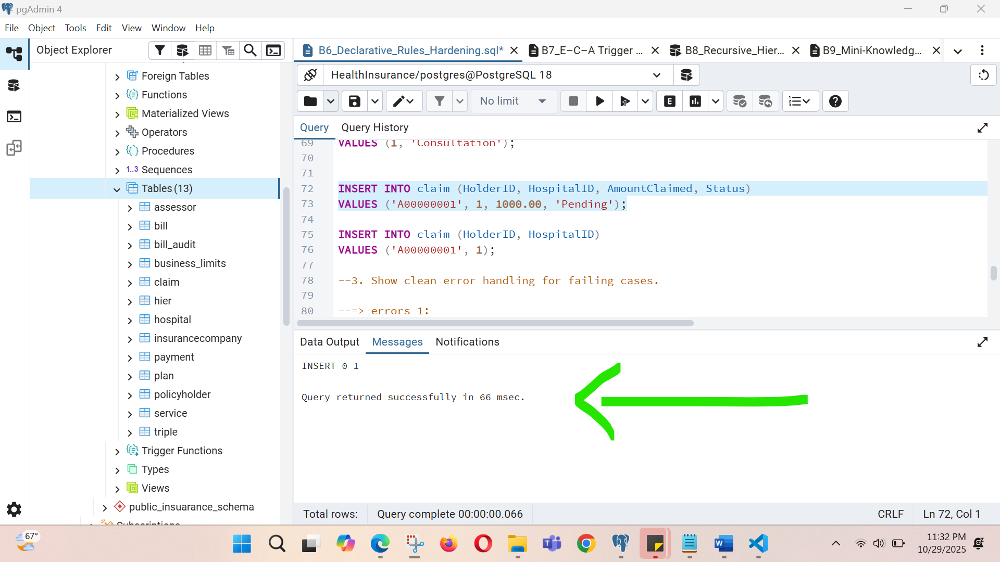 pgAdmin 4
File Object Tools Edit View Window Help
Object Explorer
B6_Declarative_Rules_Hardening.sql*
B7_E–C–A Trigger ...
B8_Recursive_Hier...
B9_Mini-Knowledg...
HealthInsurance/postgres@PostgreSQL 18
No limit
Query Query History
Foreign Tables
Functions
Materialized Views
Operators
Procedures
1..3 Sequences
Tables (13)
assessor
bill
bill_audit
business_limits
claim
hier
hospital
insurancecompany
payment
plan
policyholder
service
triple
Trigger Functions
Types
Views
public_insuarance_schema
Subscriptions
69 VALUES (1, 'Consultation');
70
71
72 INSERT INTO claim (HolderID, HospitalID, AmountClaimed, Status)
73 VALUES ('A00000001', 1, 1000.00, 'Pending');
74
75 INSERT INTO claim (HolderID, HospitalID)
76 VALUES ('A00000001', 1);
77
78 --3. Show clean error handling for failing cases.
79
80 --=> errors 1:
Data Output Messages Notifications
INSERT 0 1
Query returned successfully in 66 msec.
Total rows: Query complete 00:00:00.066
CRLF Ln 72, Col 1
67°
11:32 PM
10/29/2025